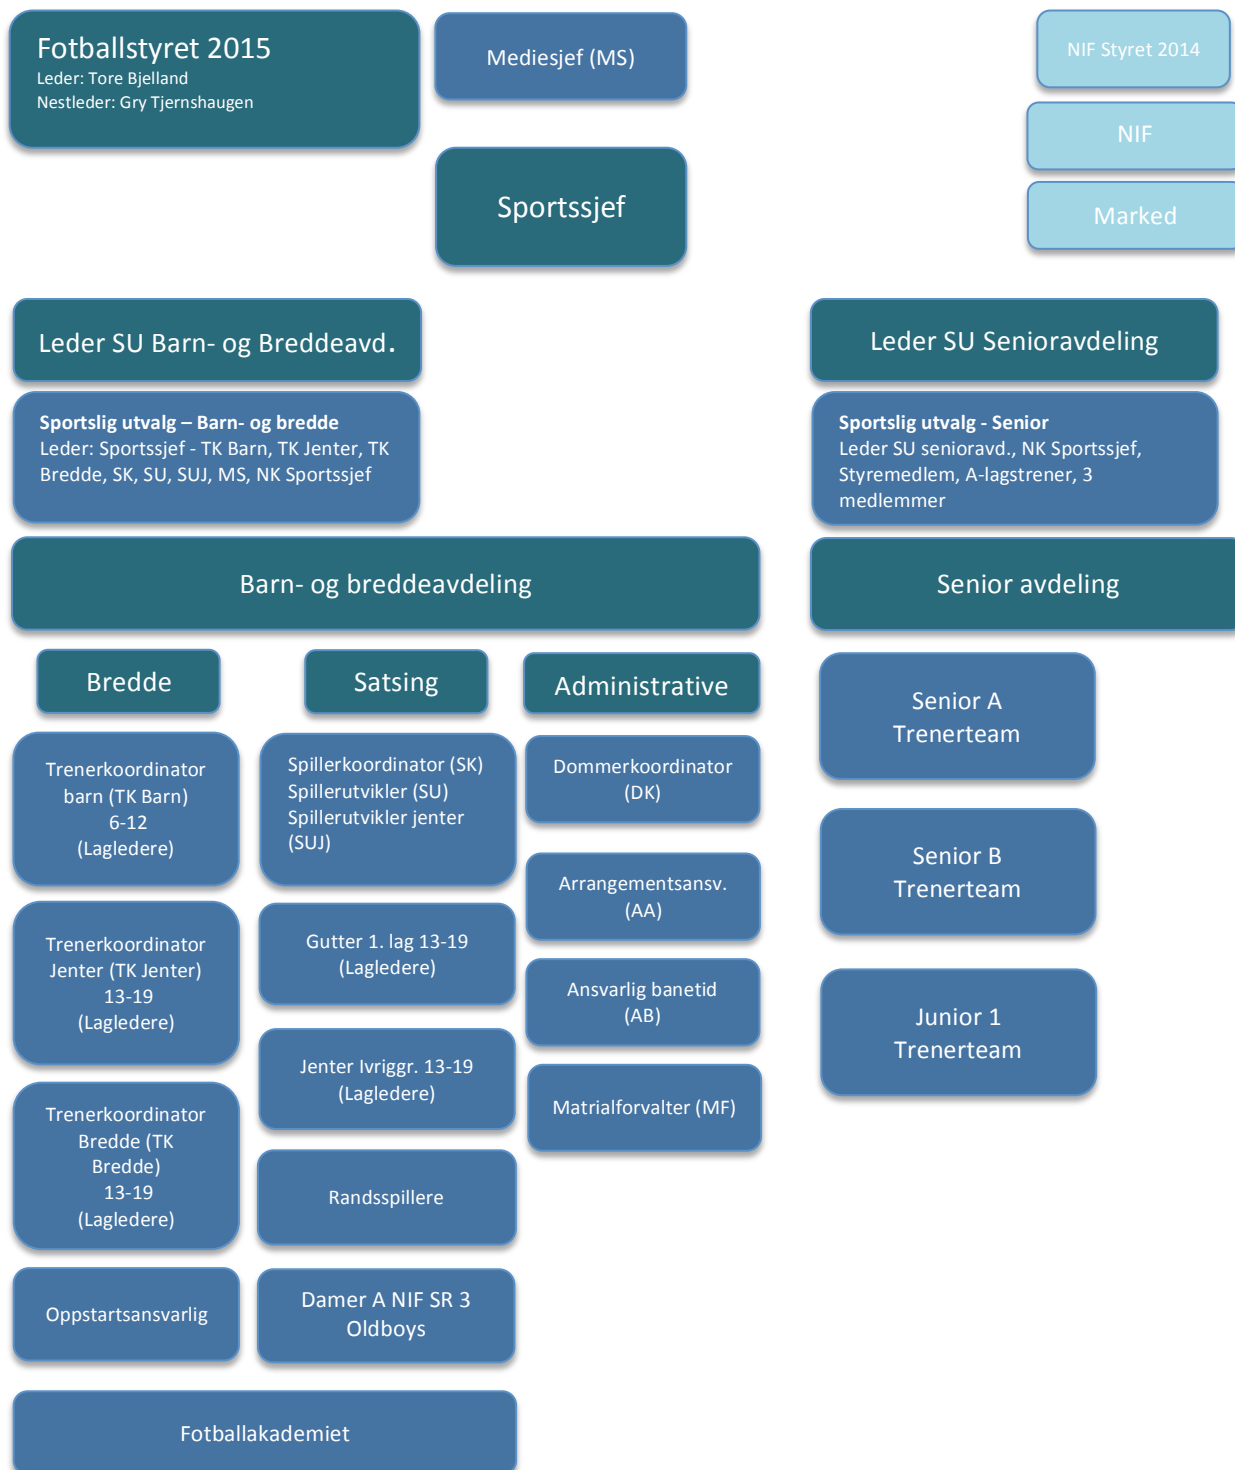 Fotballstyret 2015
Leder: Tore Bjelland
Nestleder: Gry Tjernshaugen
Mediesjef (MS)
NIF Styret 2014
NIF
Marked
Sportssjef
Leder SU Barn- og Breddeavd.
Sportslig utvalg – Barn- og bredde
Leder: Sportssjef - TK Barn, TK Jenter, TK
Bredde, SK, SU, SUJ, MS, NK Sportssjef
Leder SU Senioravdeling
Sportslig utvalg - Senior
Leder SU senioravd., NK Sportssjef,
Styremedlem, A-lagstrener, 3
medlemmer
Barn- og breddeavdeling
Senior avdeling
Bredde
Trenerkoordinator
barn (TK Barn)
6-12
(Lagledere)
Trenerkoordinator
Jenter (TK Jenter)
13-19
(Lagledere)
Trenerkoordinator
Bredde (TK
Bredde)
13-19
(Lagledere)
Oppstartsansvarlig
Satsing
Spillerkoordinator (SK)
Spillerutvikler (SU)
Spillerutvikler jenter
(SUJ)
Gutter 1. lag 13-19
(Lagledere)
Jenter Ivriggr. 13-19
(Lagledere)
Randsspillere
Damer A NIF SR 3
Oldboys
Fotballakademiet
Administrative
Dommerkoordinator
(DK)
Arrangementsansv.
(AA)
Ansvarlig banetid
(AB)
Matrialforvalter (MF)
Senior A
Trenerteam
Senior B
Trenerteam
Junior 1
Trenerteam